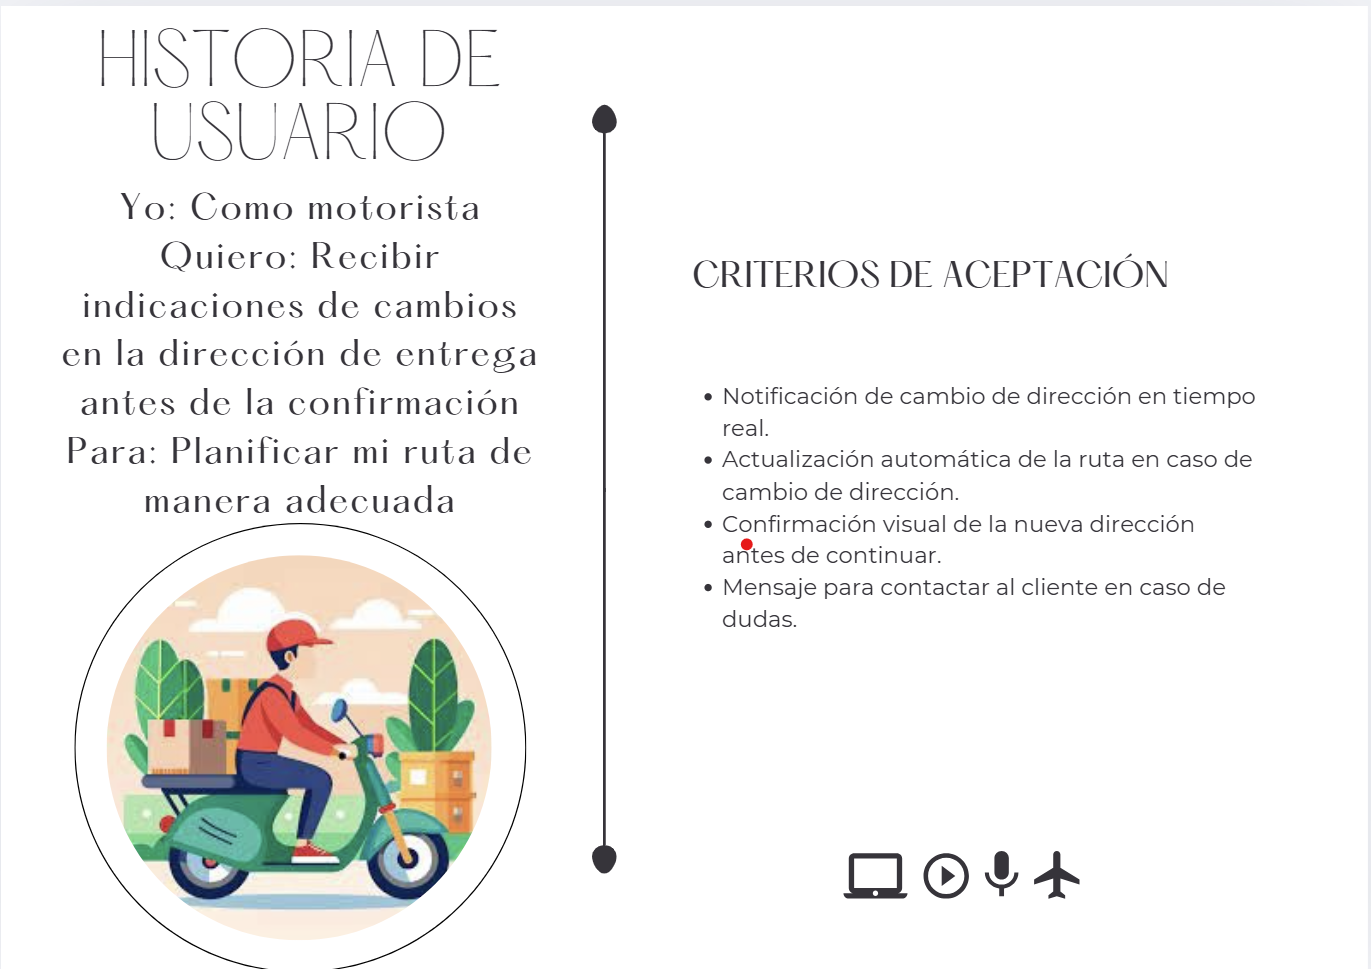 HISTORIA DE
USUARIO
Yo: Como motorista
Quiero: Recibir
indicaciones de cambios
en la dirección de entrega
antes de la confirmación
Para: Planificar mi ruta de
manera adecuada
CRITERIOS DE ACEPTACIÓN
• Notificación de cambio de dirección en tiempo
real.
• Actualización automática de la ruta en caso de
cambio de dirección.
• Confirmación visual de la nueva dirección
antes de continuar.
• Mensaje para contactar al cliente en caso de
dudas.